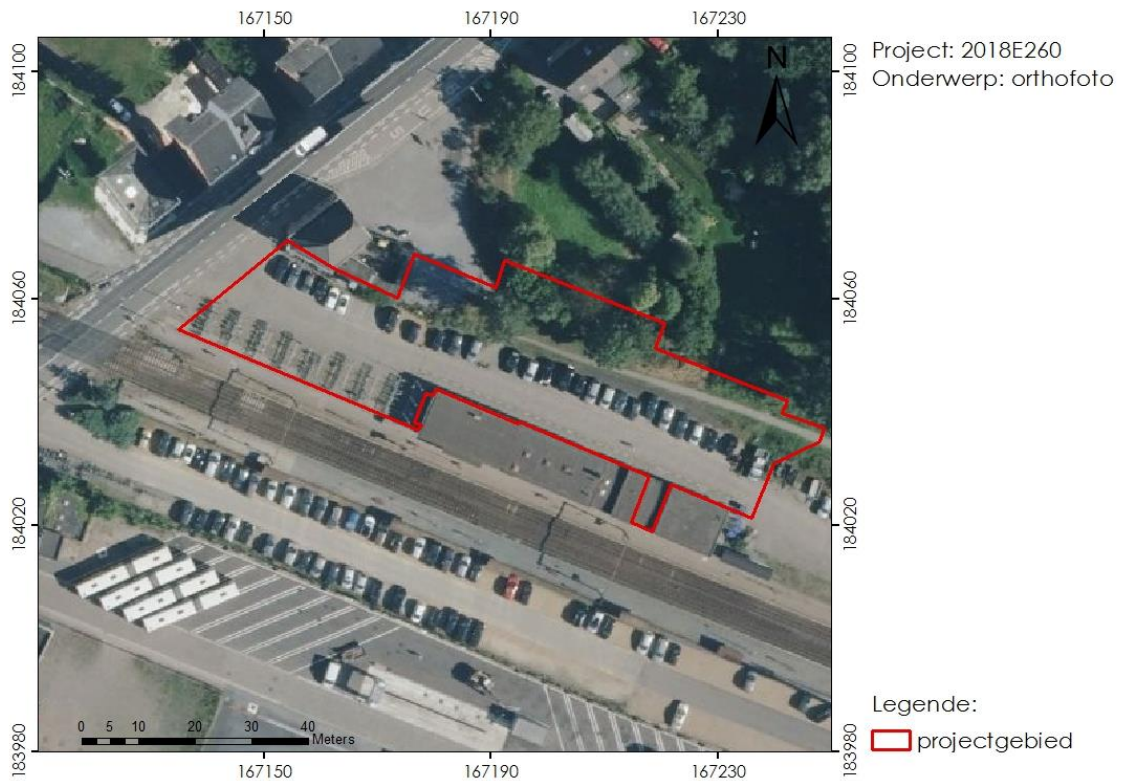 167150 167190 167230
184100 184100
Project: 2018E260
Onderwerp: orthofoto
N
184060 184060
184020 184020
0 5 10 20 30 40
Meters
183980 183980
Legende:
projectgebied
167150 167190 167230